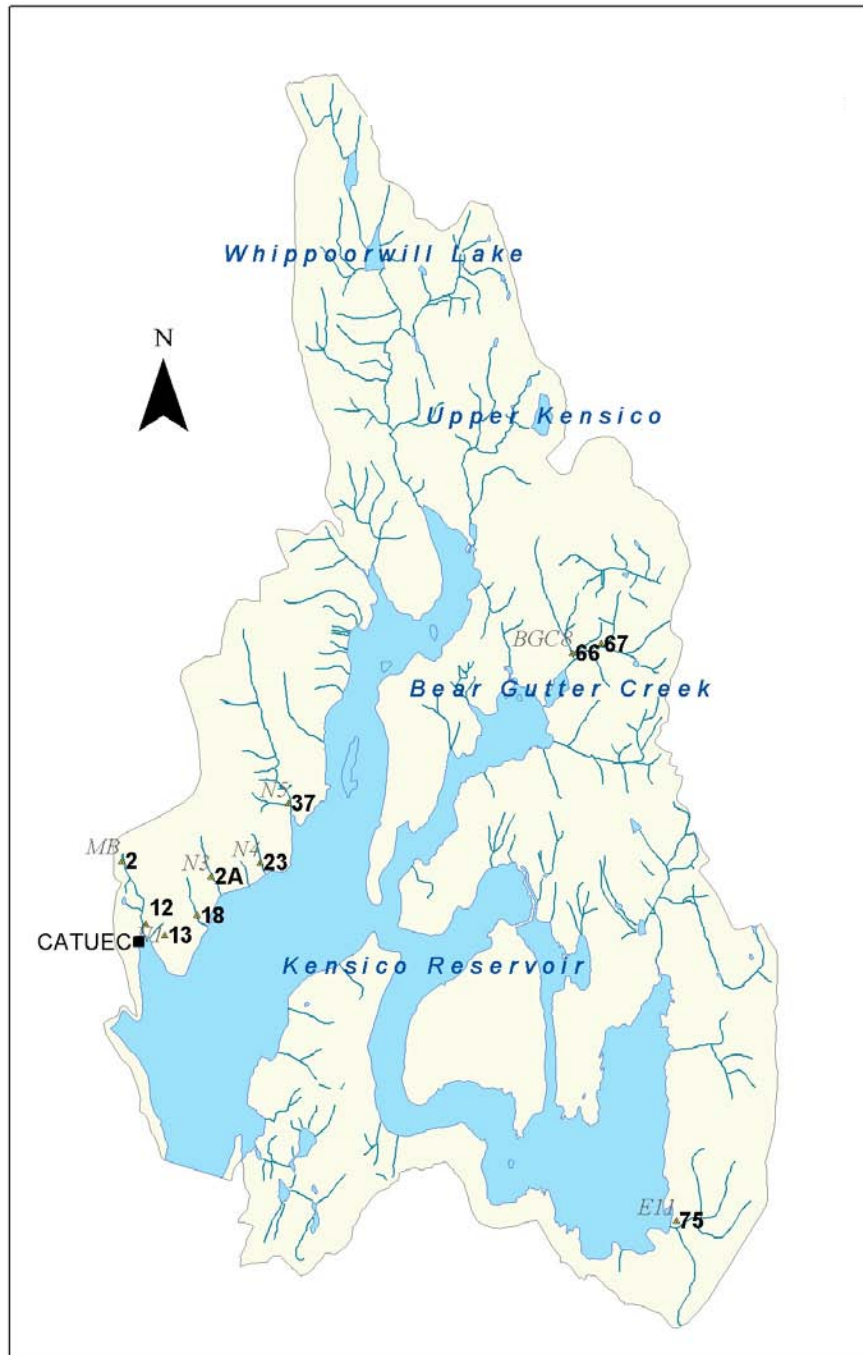 Whippoorwill Lake
N
Upper Kensico
BGC8
67
66
Bear Gutter Creek
N5
37
MB
2
N3
2A
N4
23
12
18
13
CATUEC
Kensico Reservoir
E11
75